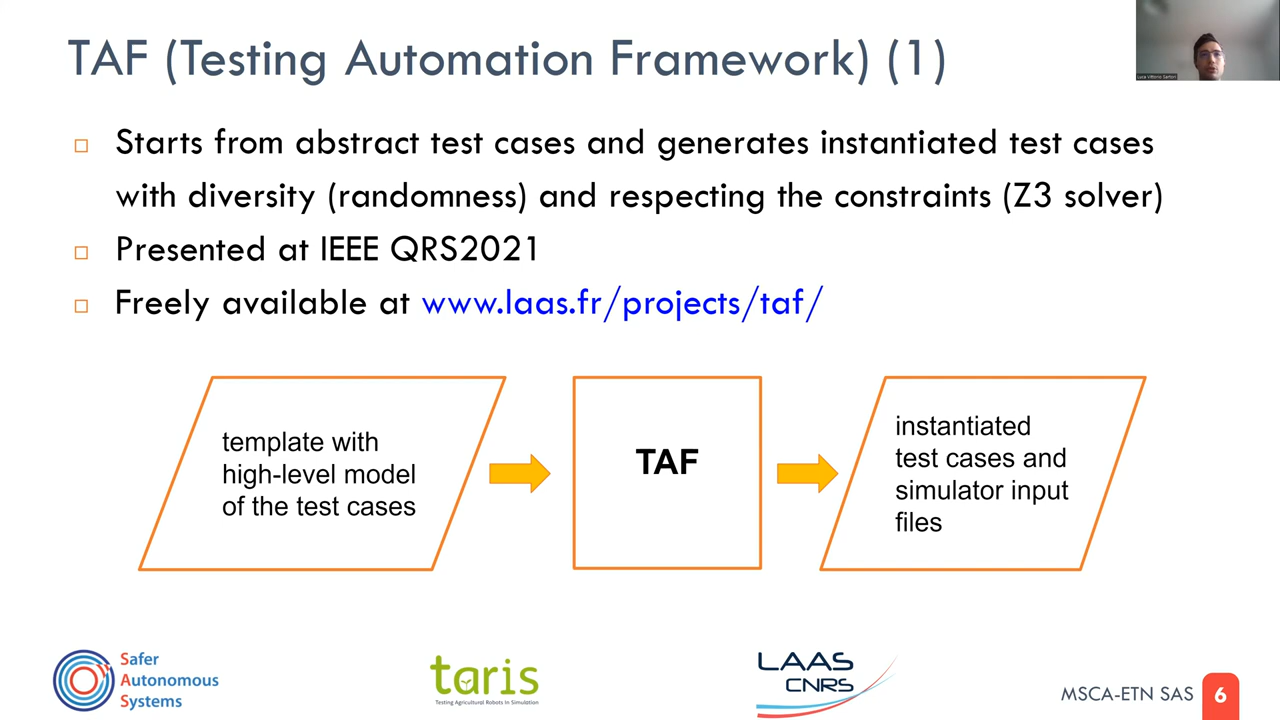 TAF (Testing Automation Framework) (1)
Luca Vittorio Sartori
Starts from abstract test cases and generates instantiated test cases
with diversity (randomness) and respecting the constraints (Z3 solver)
Presented at IEEE QRS2021
Freely available at www.laas.fr/projects/taf/
template with
high-level model
of the test cases
TAF
instantiated
test cases and
simulator input
files
Safer
Autonomous
Systems
taris
Testing Agricultural Robots In Simulation
LAAS
CNRS
MSCA-ETN SAS 6